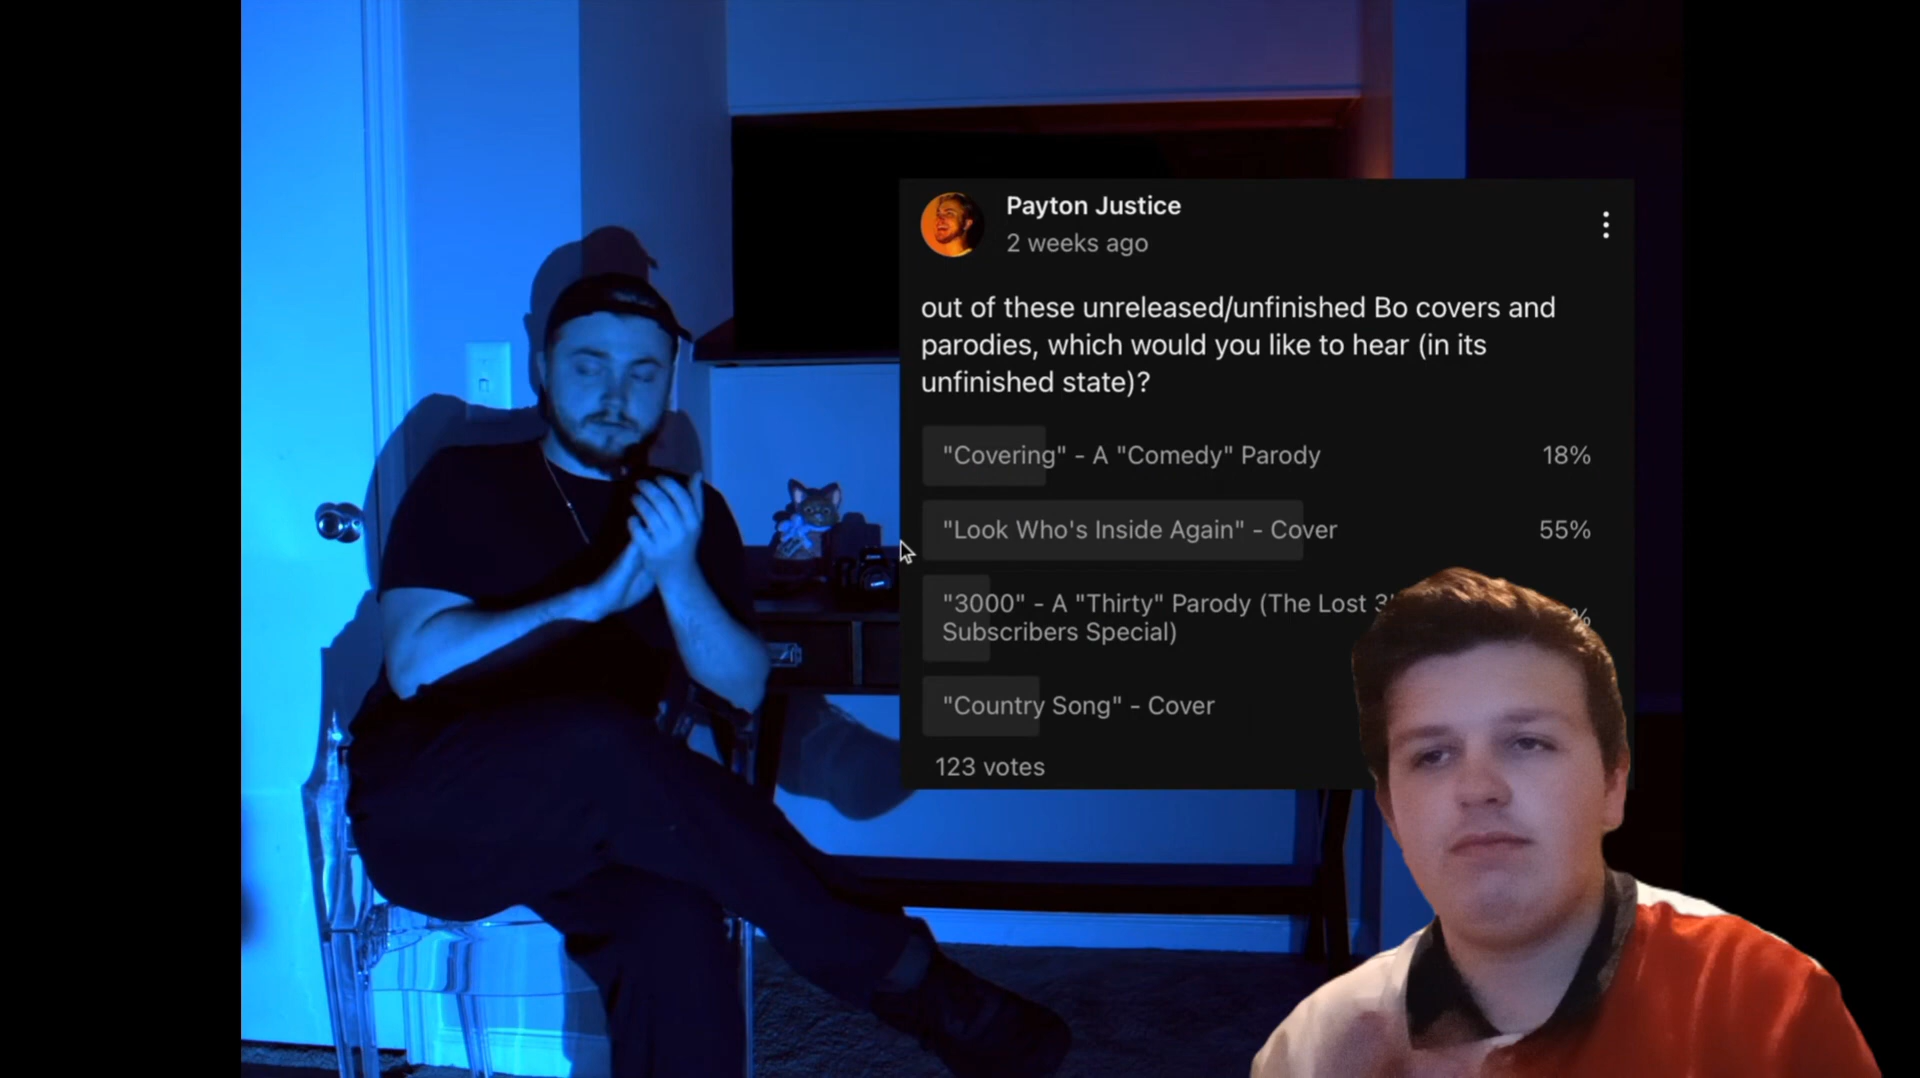 Payton Justice
2 weeks ago
out of these unreleased/unfinished Bo covers and
parodies, which would you like to hear (in its
unfinished state)?
"Covering" - A "Comedy" Parody 18%
"Look Who's Inside Again" - Cover 55%
"3000" - A "Thirty" Parody (The Lost %
Subscribers Special)
"Country Song" - Cover
123 votes